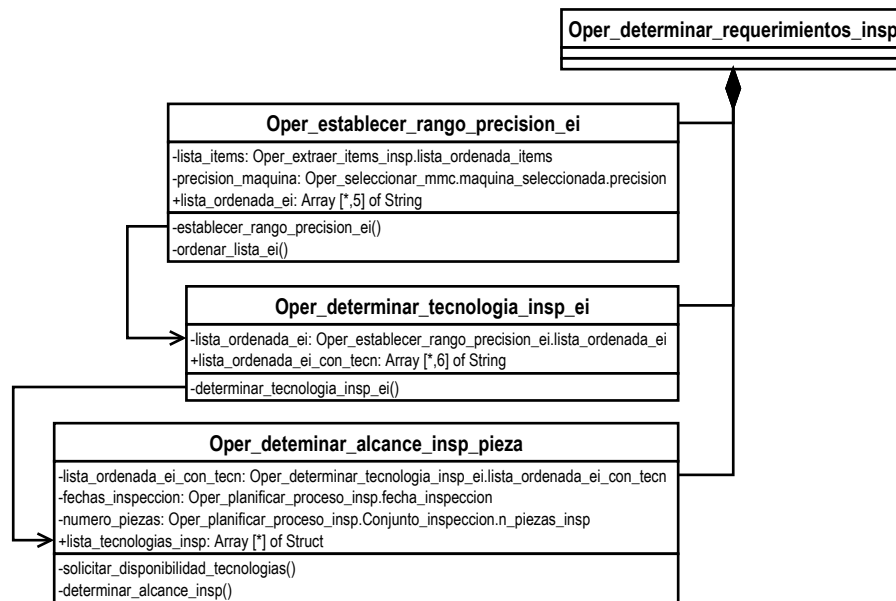 Oper_determinar_requerimientos_insp
Oper_establecer_rango_precision_ei
-lista_items: Oper_extraer_items_insp.lista_ordenada_items
-precision_maquina: Oper_seleccionar_mmc.maquina_seleccionada.precision
+lista_ordenada_ei: Array [*,5] of String
-establecer_rango_precision_ei()
-ordenar_lista_ei()
Oper_determinar_tecnologia_insp_ei
-lista_ordenada_ei: Oper_establecer_rango_precision_ei.lista_ordenada_ei
+lista_ordenada_ei_con_tecn: Array [*,6] of String
-determinar_tecnologia_insp_ei()
Oper_deteminar_alcance_insp_pieza
-lista_ordenada_ei_con_tecn: Oper_determinar_tecnologia_insp_ei.lista_ordenada_ei_con_tecn
-fechas_inspeccion: Oper_planificar_proceso_insp.fecha_inspeccion
-numero_piezas: Oper_planificar_proceso_insp.Conjunto_inspeccion.n_piezas_insp
+lista_tecnologias_insp: Array [*] of Struct
-solicitar_disponibilidad_tecnologias()
-determinar_alcance_insp()